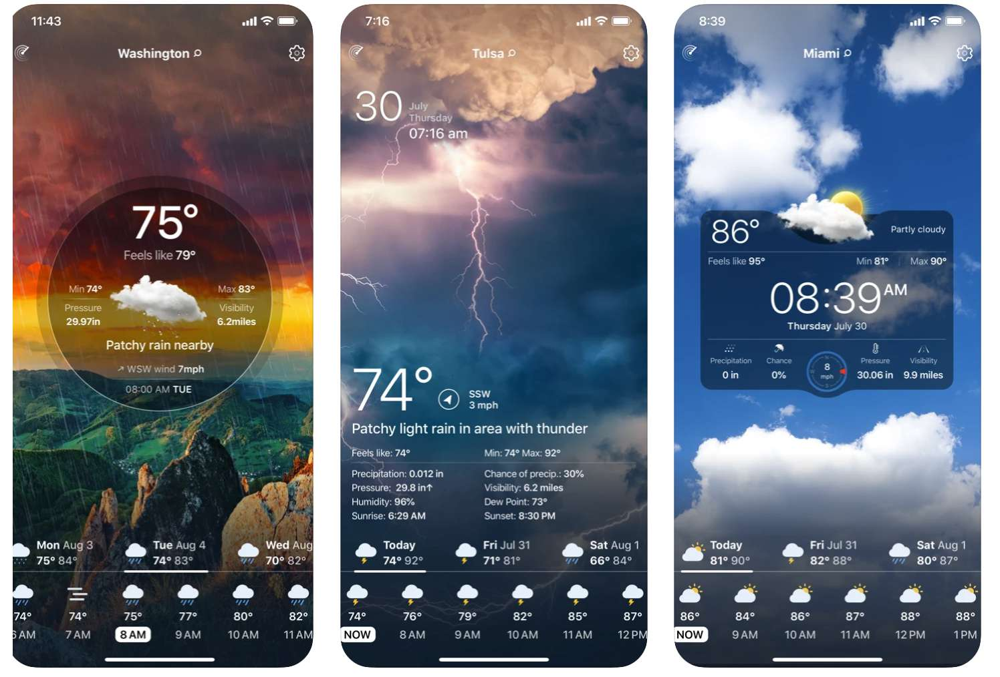 11:43
Washington
75°
Feels like 79°
Min 74°
Max 83°
Pressure
29.97in
Visibility
6.2miles
Patchy rain nearby
WSW wind 7mph
08:00 AM TUE
Mon Aug 3
75° 84°
Tue Aug 4
74° 83°
Wed Aug
70° 82°
74° 74° 75° 77° 80° 82°
6 AM 7 AM 8 AM 9 AM 10 AM 11 AM
7:16
Tulsa
30
July
Thursday
07:16 am
74°
SSW
3 mph
Patchy light rain in area with thunder
Feels like: 74°
Min: 74° Max: 92°
Precipitation: 0.012 in
Chance of precip.: 30%
Pressure: 29.8 in↑
Visibility: 6.2 miles
Humidity: 96%
Dew Point: 73°
Sunrise: 6:29 AM
Sunset: 8:30 PM
Today
74° 92°
Fri Jul 31
71° 81°
Sat Aug 1
66° 84°
74° 76° 79° 82° 85° 87°
NOW 8 AM 9 AM 10 AM 11 AM 12 PM
8:39
Miami
86°
Partly cloudy
Feels like 95°
Min 81° Max 90°
08:39 AM
Thursday July 30
Precipitation
0 in
Chance
0%
8
mph
Pressure
30.06 in
Visibility
9.9 miles
Today
81° 90°
Fri Jul 31
82° 88°
Sat Aug 1
80° 87°
86° 84° 86° 87° 88° 88°
NOW 9 AM 10 AM 11 AM 12 PM 1 PM